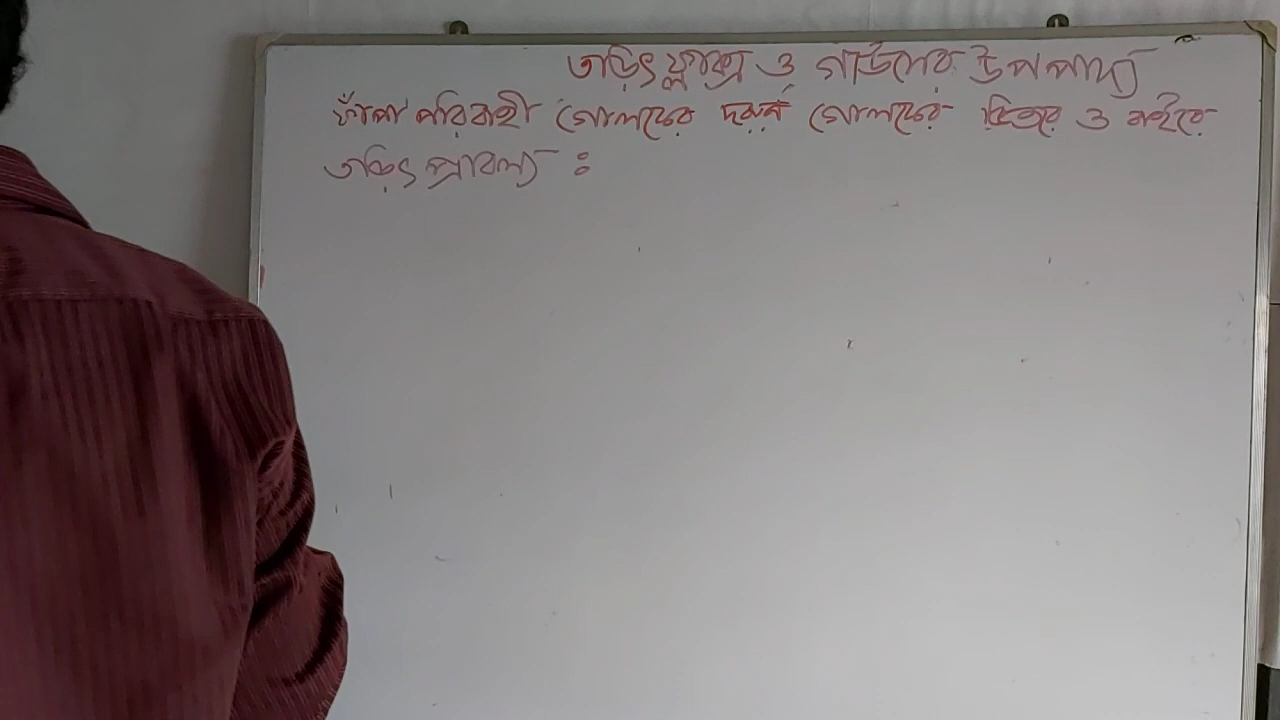 তড়িৎ ফ্লাক্স ও গাউসের উপপাদ্য
ফাঁপা পরিবাহী গোলকের দরুন গোলকের ভিতরে ও বাইরে
তড়িৎ প্রাবল্য :